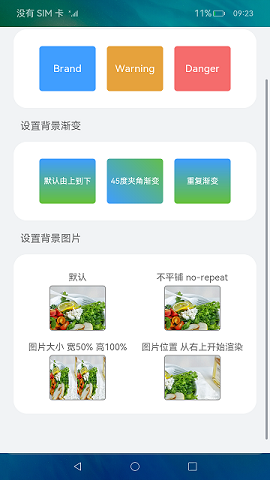 没有 SIM 卡
11%
09:23
Brand
Warning
Danger
设置背景渐变
默认由上到下
45度夹角渐变
重复渐变
设置背景图片
默认
不平铺 no-repeat
图片大小 宽50% 高100%
图片位置 从右上开始渲染